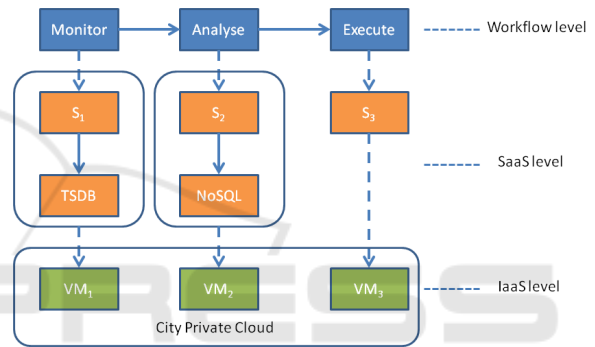 Monitor Analyse Execute Workflow level
S₁ S₂ S₃
SaaS level
TSDB NoSQL
VM₁ VM₂ VM₃ IaaS level
City Private Cloud
PRESS